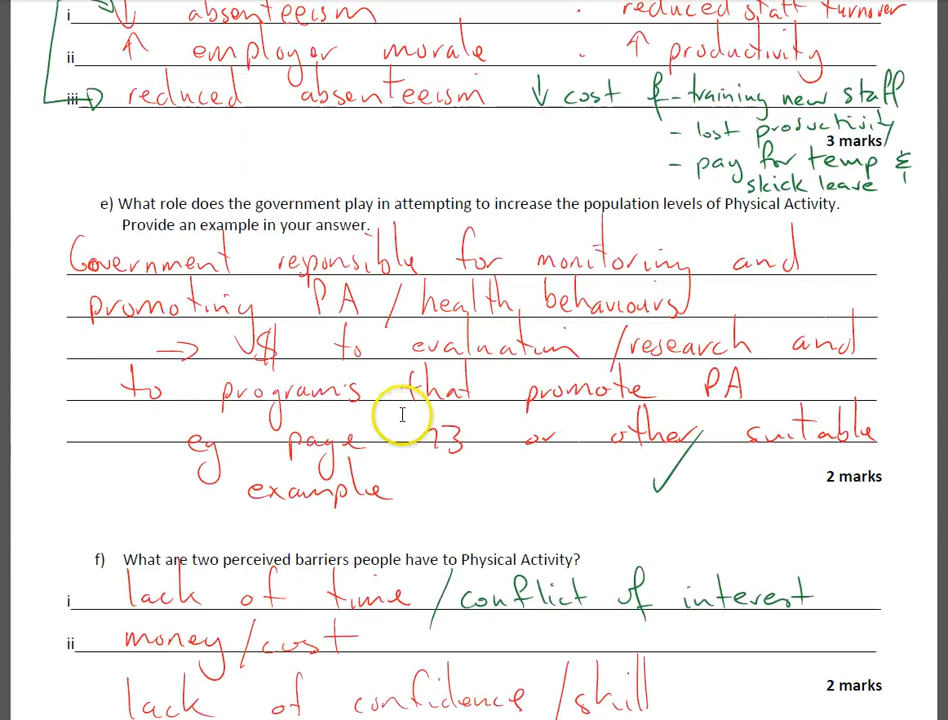 i ↓ absenteeism · reduced staff turnover
ii ↑ employer morale · ↑ productivity
iii reduced absenteeism ↓ cost of - training new staff
- lost productivity
3 marks
- pay for temp &
skick leave
e) What role does the government play in attempting to increase the population levels of Physical Activity.
Provide an example in your answer.
Government responsibly for monitoring and
promoting PA / health behaviours
→ $ to evaluation / research and
to program's that promote PA
eg page 73 or other suitable
example
2 marks
f) What are two perceived barriers people have to Physical Activity?
i lack of time / conflict of interest
ii money / cost
lack of confidence / skill
2 marks